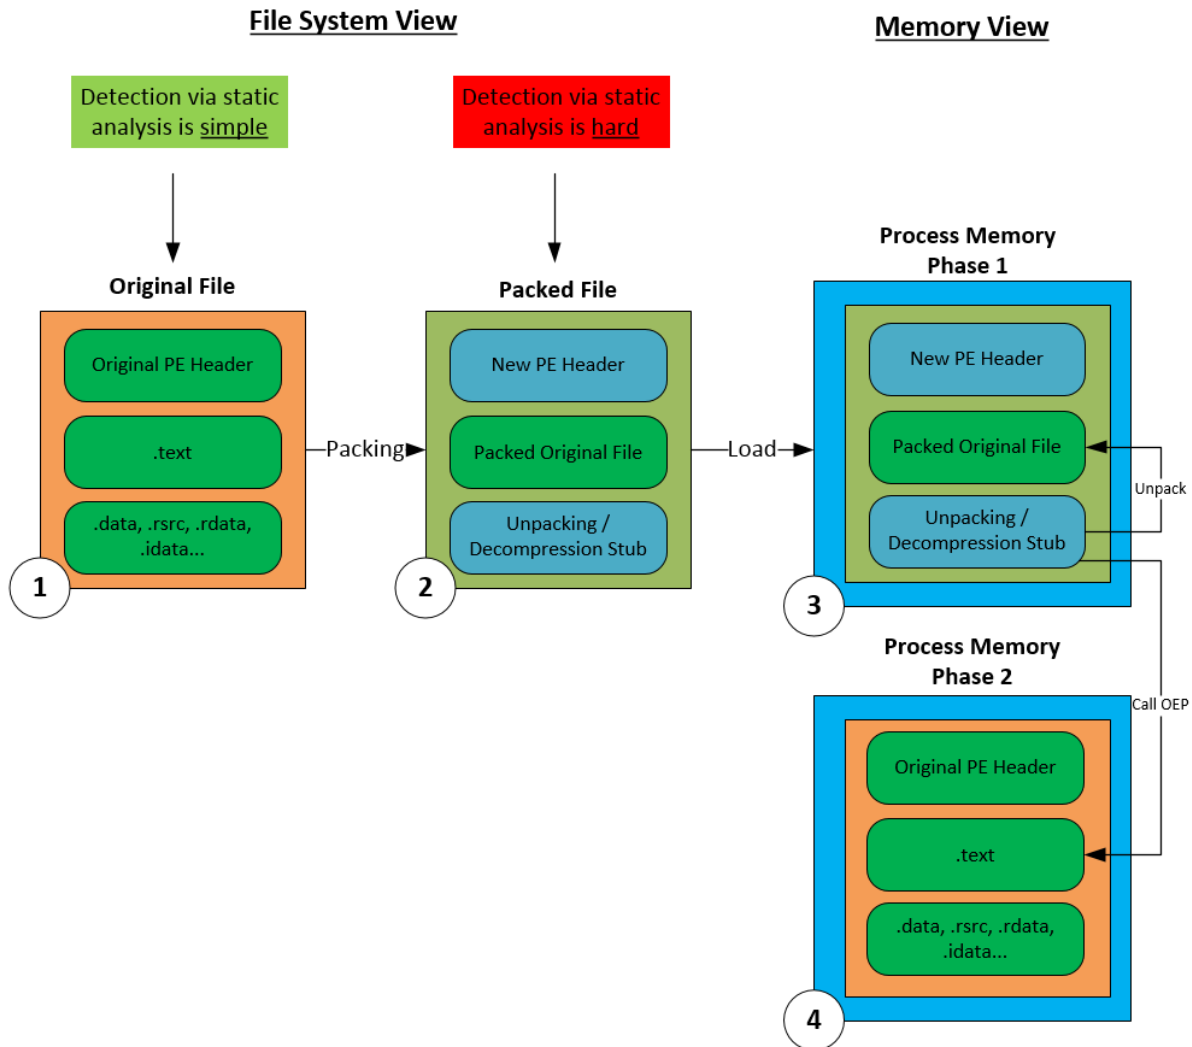 File System View
Memory View
Detection via static
analysis is simple
Detection via static
analysis is hard
Original File
Original PE Header
.text
.data, .rsrc, .rdata,
.idata...
1
Packing
Packed File
New PE Header
Packed Original File
Unpacking /
Decompression Stub
2
Load
Process Memory
Phase 1
New PE Header
Packed Original File
Unpacking /
Decompression Stub
3
Unpack
Call OEP
Process Memory
Phase 2
Original PE Header
.text
.data, .rsrc, .rdata,
.idata...
4